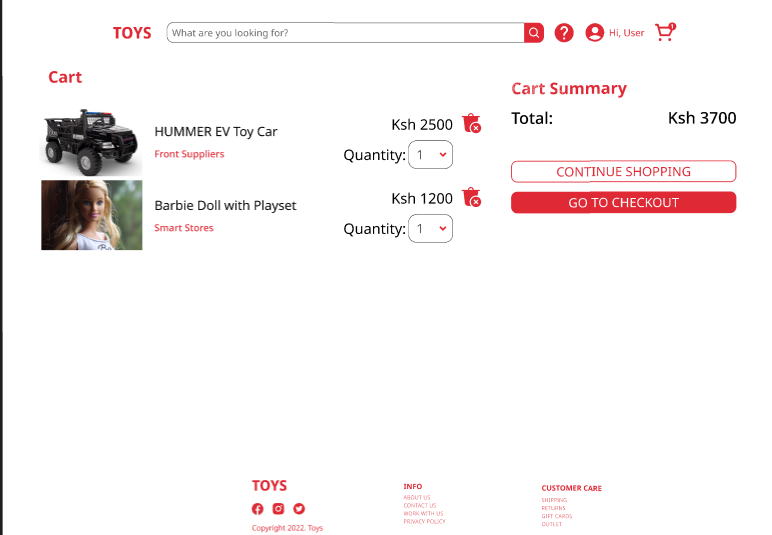 TOYS
What are you looking for?
Hi, User
1
Cart
HUMMER EV Toy Car
Front Suppliers
Ksh 2500
Quantity: 1
Barbie Doll with Playset
Smart Stores
Ksh 1200
Quantity: 1
Cart Summary
Total: Ksh 3700
CONTINUE SHOPPING
GO TO CHECKOUT
TOYS
Copyright 2022. Toys
INFO
ABOUT US
CONTACT US
WORK WITH US
PRIVACY POLICY
CUSTOMER CARE
SHIPPING
RETURNS
GIFT CARDS
OUTLET